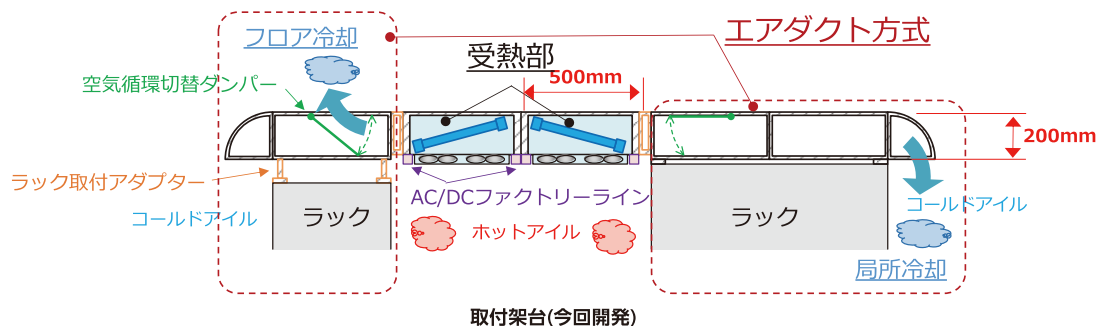 フロア冷却
エアダクト方式
受熱部
500mm
空気循環切替ダンパー
200mm
ラック取付アダプター
AC/DCファクトリーライン
コールドアイル
ラック
ホットアイル
ラック
コールドアイル
局所冷却
取付架台(今回開発)